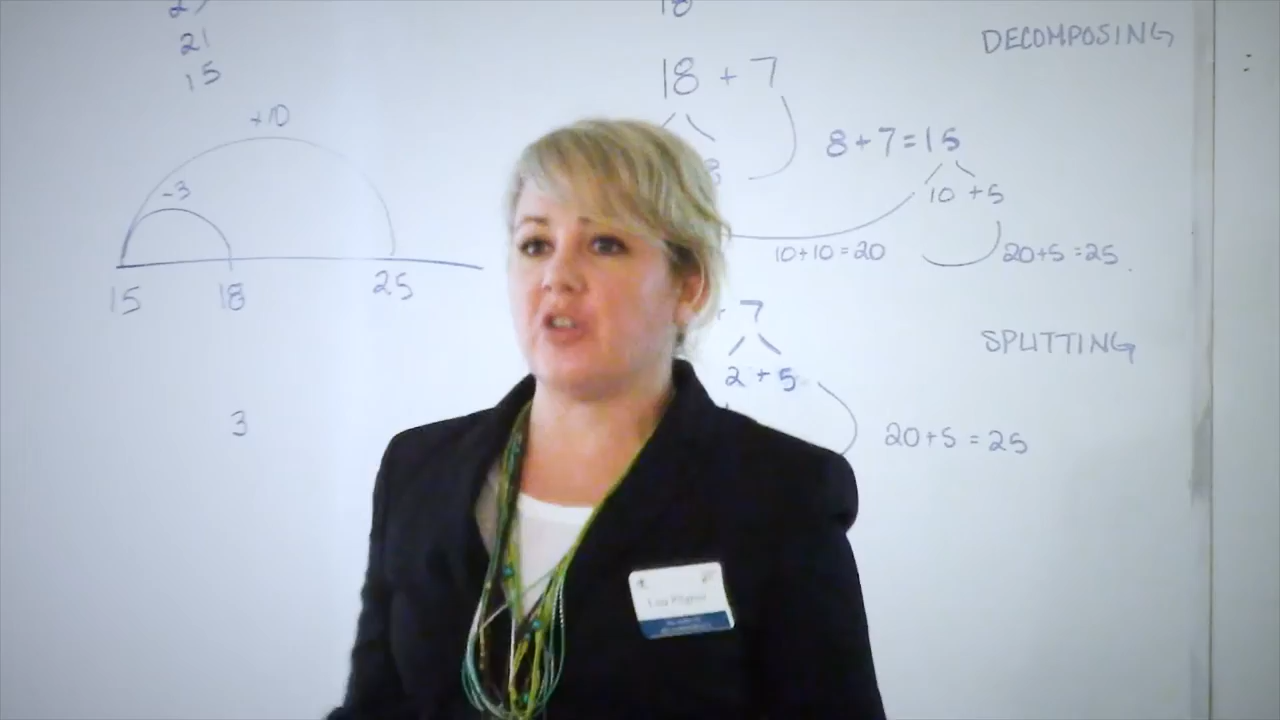 21
15
+10
-3
15 18 25
3
18
18 + 7
8
DECOMPOSING
8+7=15
10 +5
10+10=20
20+5=25
SPLITTING
7
2 + 5
20+5=25